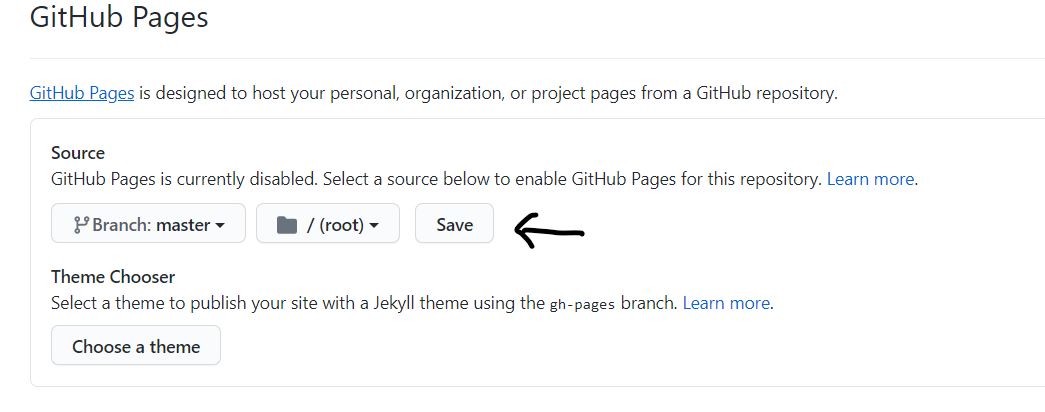 GitHub Pages
GitHub Pages is designed to host your personal, organization, or project pages from a GitHub repository.
Source
GitHub Pages is currently disabled. Select a source below to enable GitHub Pages for this repository. Learn more.
Branch: master / (root) Save
Theme Chooser
Select a theme to publish your site with a Jekyll theme using the gh-pages branch. Learn more.
Choose a theme